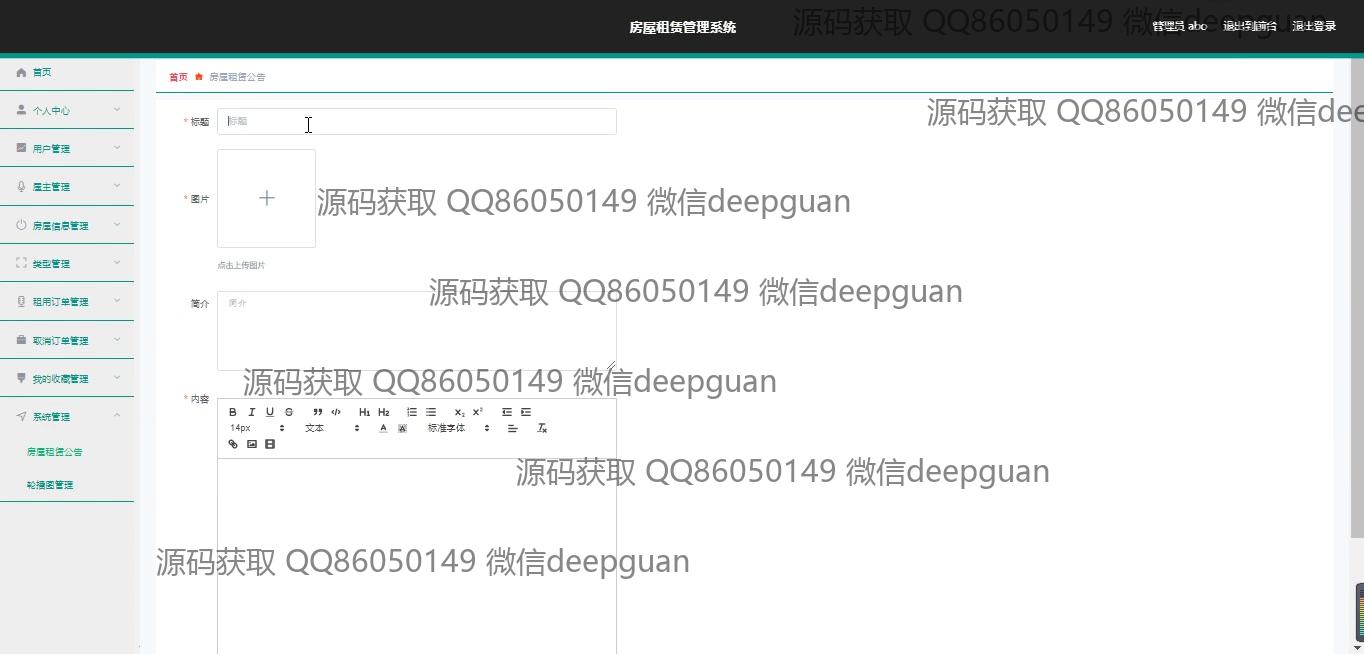 房屋租赁管理系统
源码获取 QQ86050149 微信deepguan
管理员 abo 退出到前台 退出登录
首页
个人中心
用户管理
屋主管理
房屋信息管理
类型管理
租用订单管理
取消订单管理
我的收藏管理
系统管理
房屋租赁公告
轮播图管理
首页 房屋租赁公告
源码获取 QQ86050149 微信dee
* 标题 标题
* 图片
源码获取 QQ86050149 微信deepguan
点击上传图片
简介 简介
源码获取 QQ86050149 微信deepguan
源码获取 QQ86050149 微信deepguan
* 内容
B I U S H1 H2 X2 X2
14px 文本 A A 标准字体 Tx
源码获取 QQ86050149 微信deepguan
源码获取 QQ86050149 微信deepguan